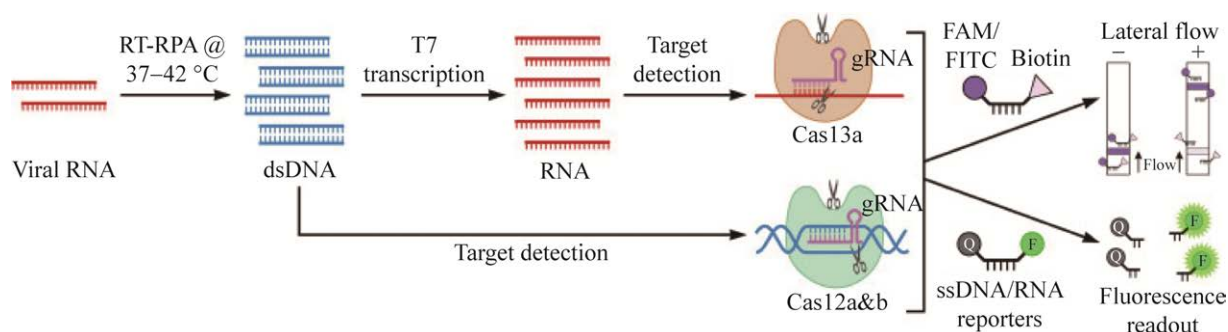 Viral RNA
RT-RPA @
37–42 °C
dsDNA
T7
transcription
RNA
Target
detection
gRNA
Cas13a
Target detection
gRNA
Cas12a&b
FAM/
FITC
Biotin
Lateral flow
− +
Flow
Q F
ssDNA/RNA
reporters
Q F
Q F
Fluorescence
readout